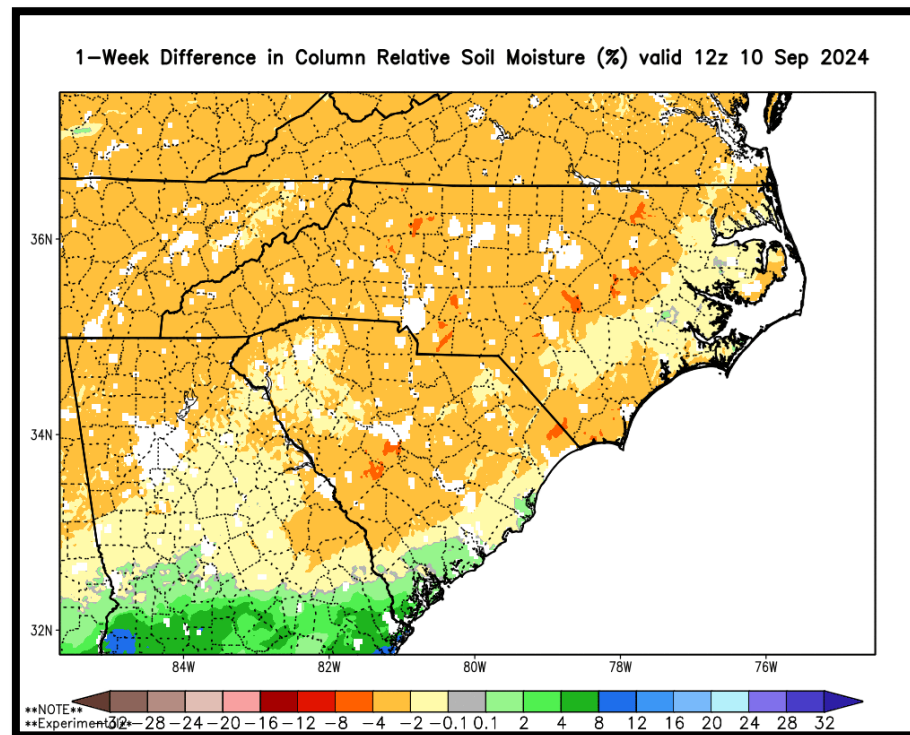 1-Week Difference in Column Relative Soil Moisture (%) valid 12z 10 Sep 2024
36N
34N
32N
84W 82W 80W 78W 76W
**NOTE**
**Experimental** -32 -28 -24 -20 -16 -12 -8 -4 -2 -0.1 0.1 2 4 8 12 16 20 24 28 32